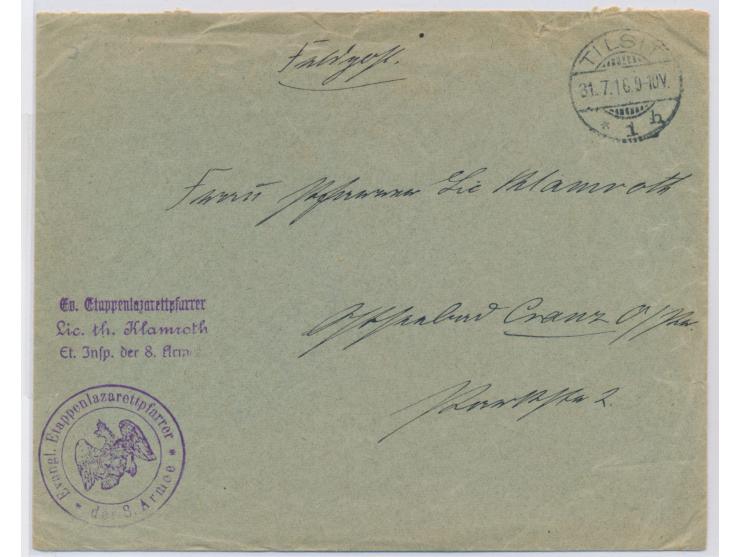 Feldpost.
TILSIT
31.7.16.9-10V.
* 1 h
Frau Pfarrer Lic Klamroth
Ev. Etappenlazarettpfarrer
Lic. th. Klamroth
Et. Insp. der 8. Armee
Ostseebad Cranz O/Pr.
Parkstr 2.
Evangl. Etappenlazarettpfarrer
* der 8. Armee *